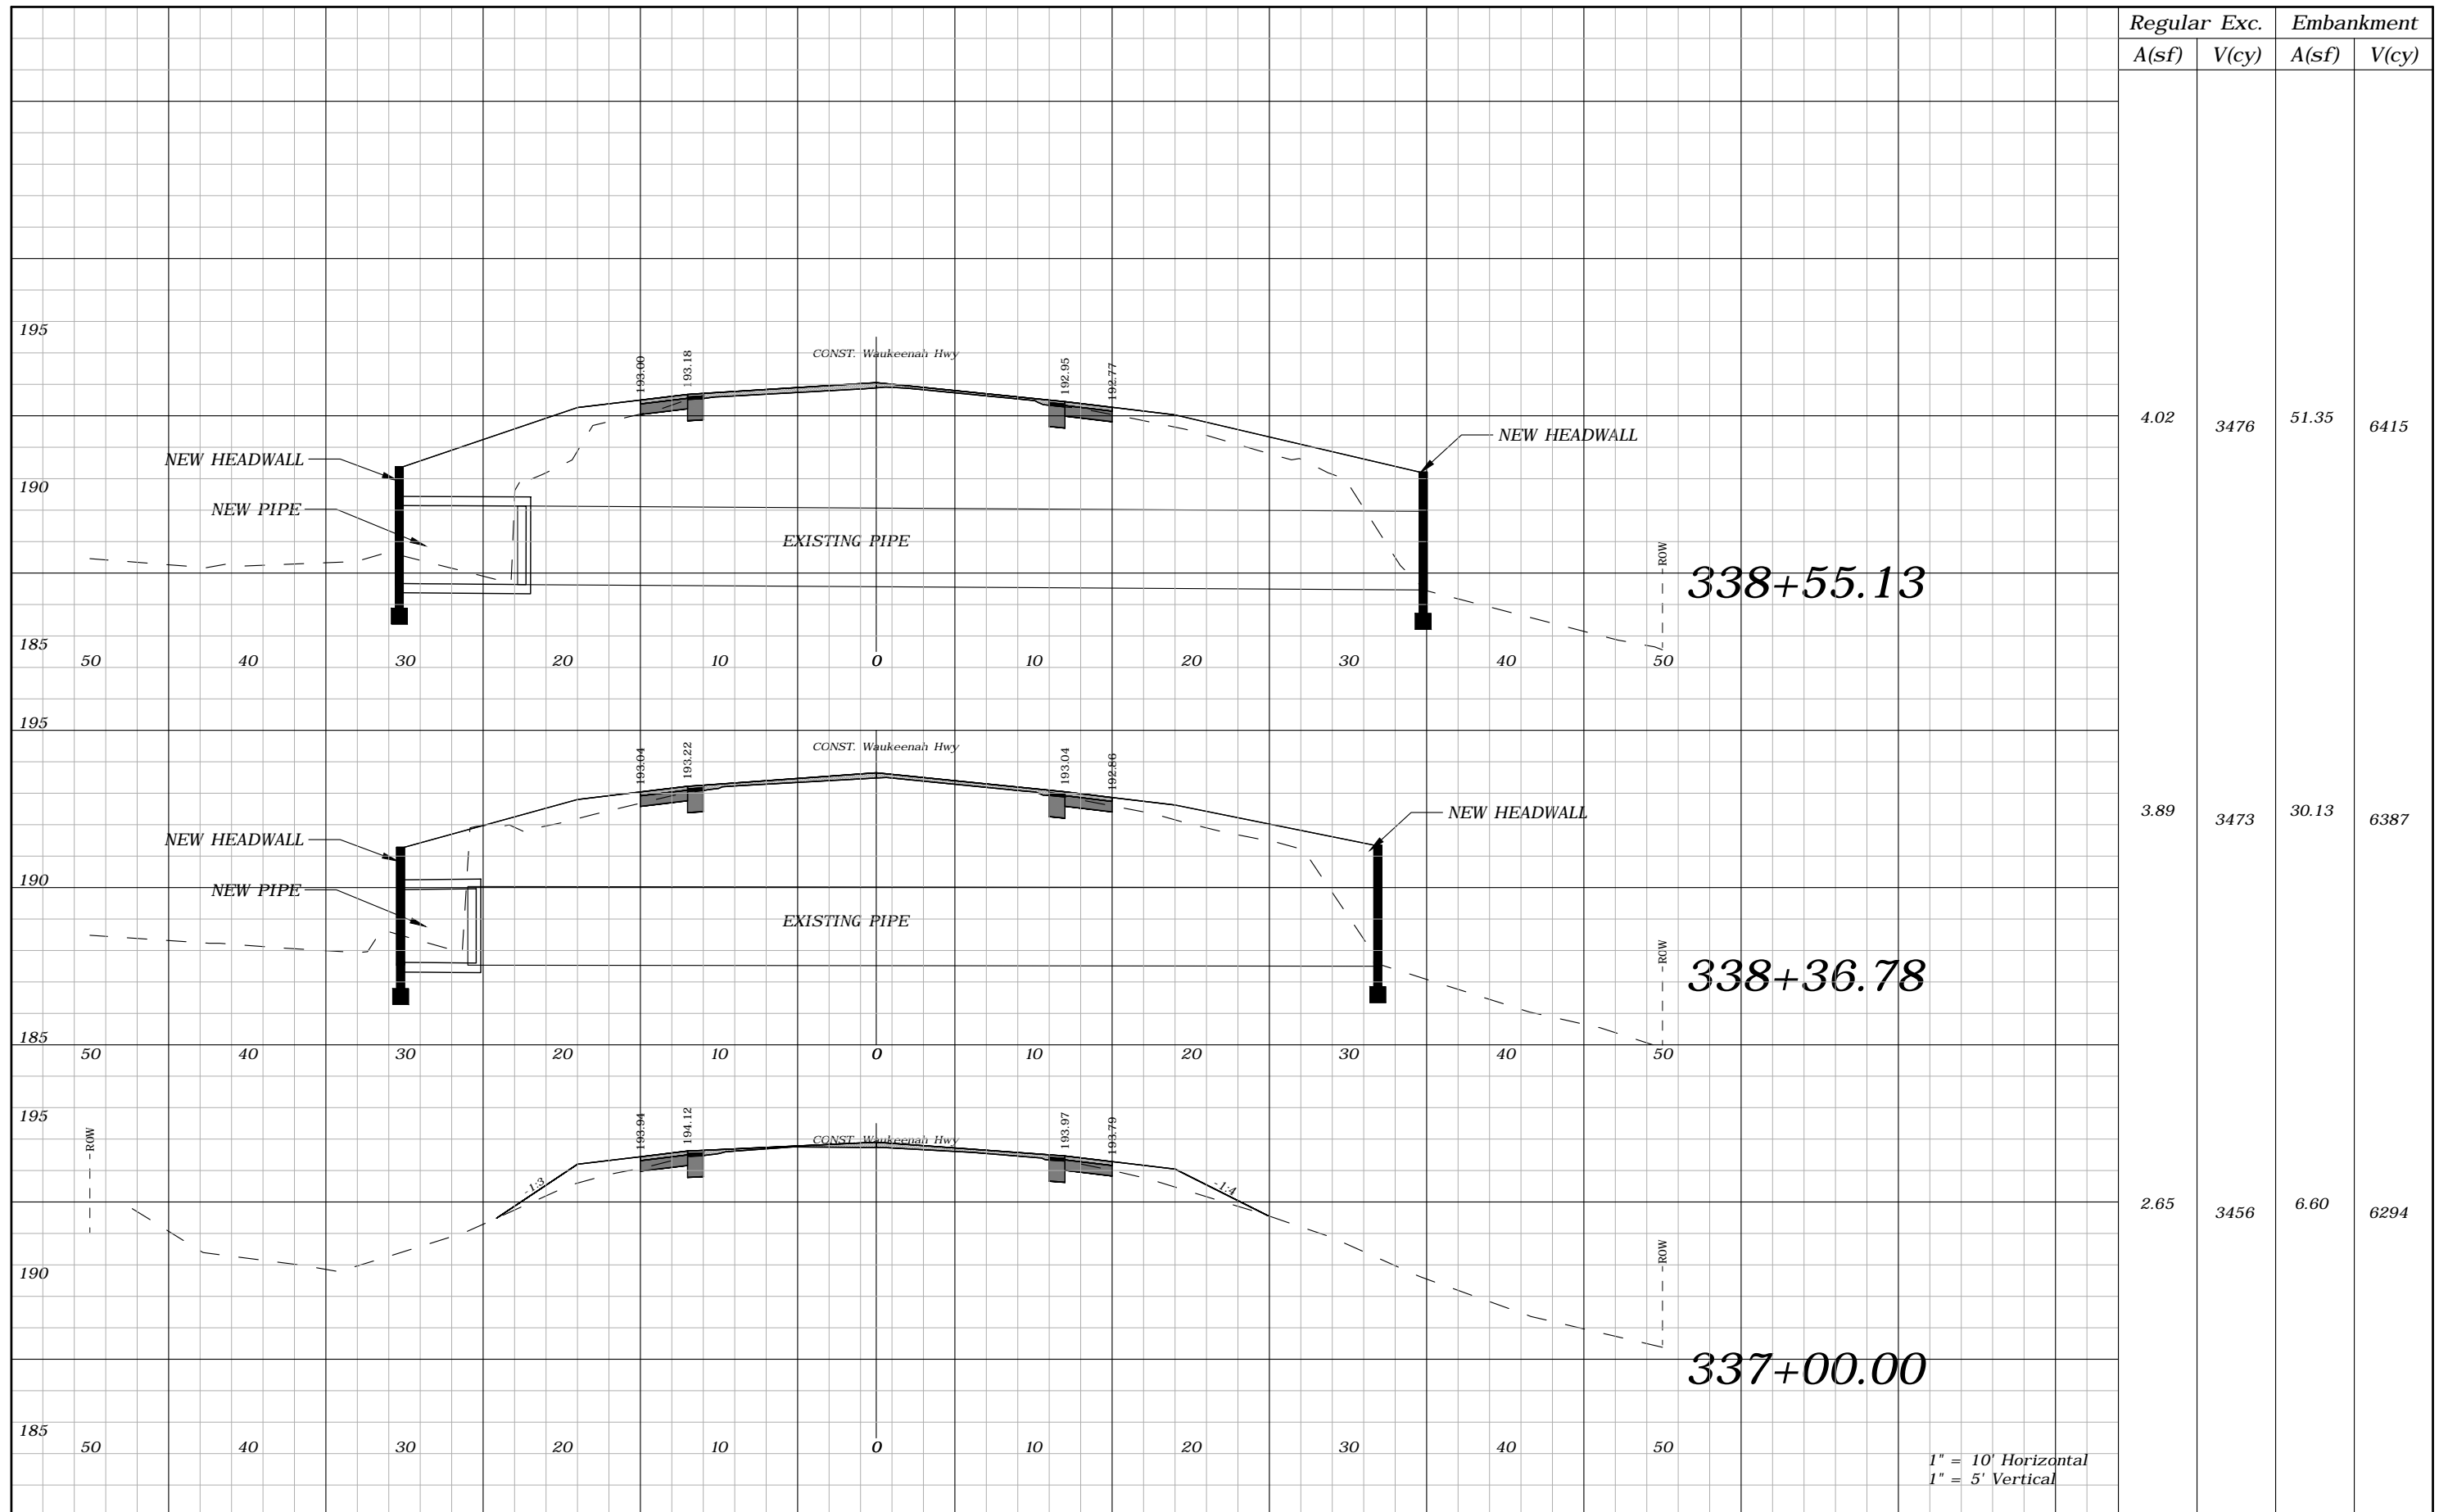 Regular Exc. Embankment
A(sf) V(cy) A(sf) V(cy)
195
CONST. Waukeenah Hwy
193.00
193.18
192.95
192.77
4.02 3476 51.35 6415
NEW HEADWALL
NEW HEADWALL
190
NEW PIPE
EXISTING PIPE
ROW
338+55.13
185
50 40 30 20 10 0 10 20 30 40 50
195
CONST. Waukeenah Hwy
193.04
193.22
193.04
192.86
3.89 3473 30.13 6387
NEW HEADWALL
NEW HEADWALL
190
NEW PIPE
EXISTING PIPE
ROW
338+36.78
185
50 40 30 20 10 0 10 20 30 40 50
195
ROW
CONST. Waukeenah Hwy
193.94
194.12
193.97
193.79
-1:3
-1:4
2.65 3456 6.60 6294
190
ROW
337+00.00
185
50 40 30 20 10 0 10 20 30 40 50
1" = 10' Horizontal
1" = 5' Vertical